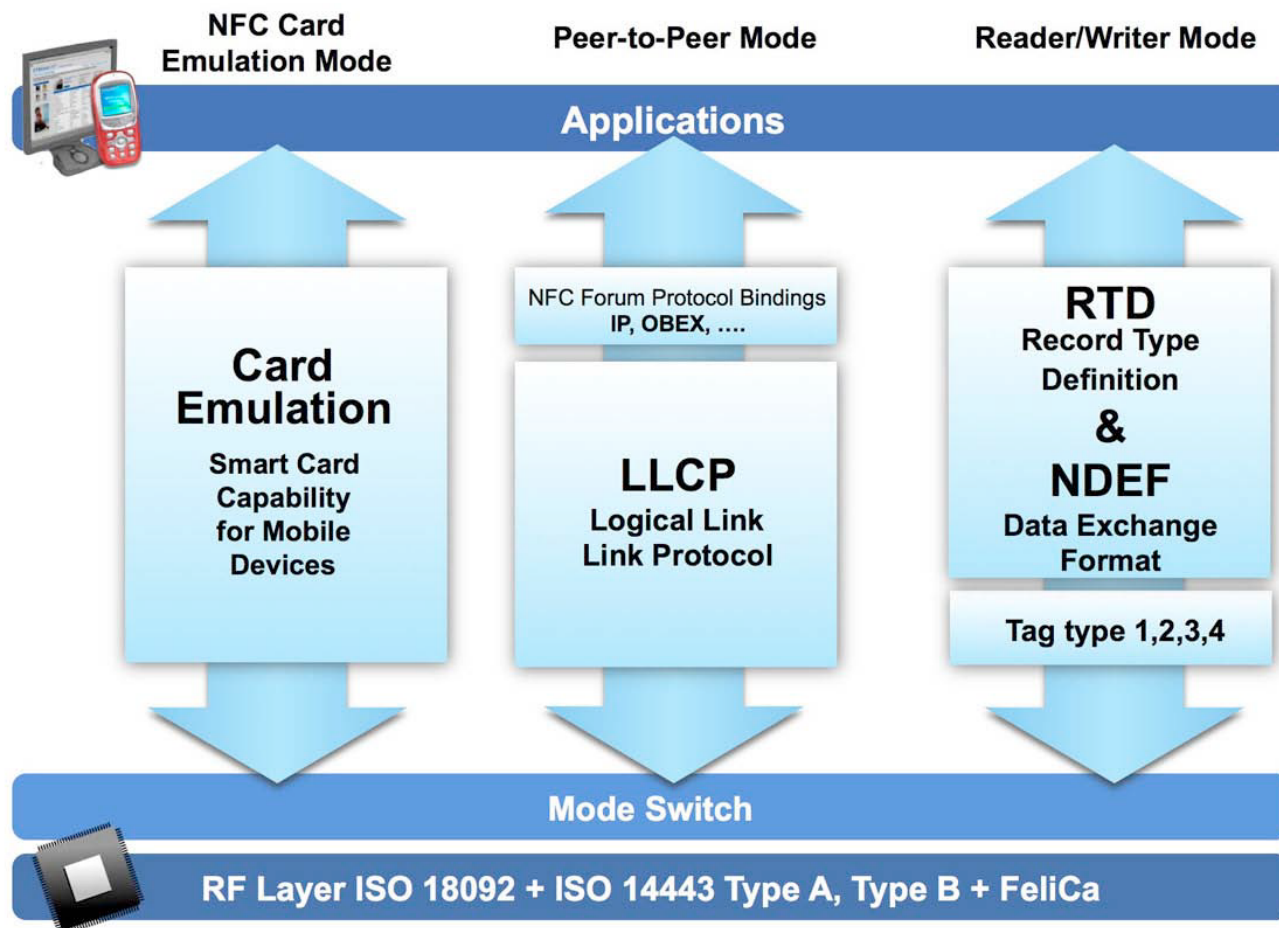 NFC Card
Emulation Mode
Peer-to-Peer Mode
Reader/Writer Mode
Applications
Card
Emulation
Smart Card
Capability
for Mobile
Devices
NFC Forum Protocol Bindings
IP, OBEX, ....
LLCP
Logical Link
Link Protocol
RTD
Record Type
Definition
&
NDEF
Data Exchange
Format
Tag type 1,2,3,4
Mode Switch
RF Layer ISO 18092 + ISO 14443 Type A, Type B + FeliCa